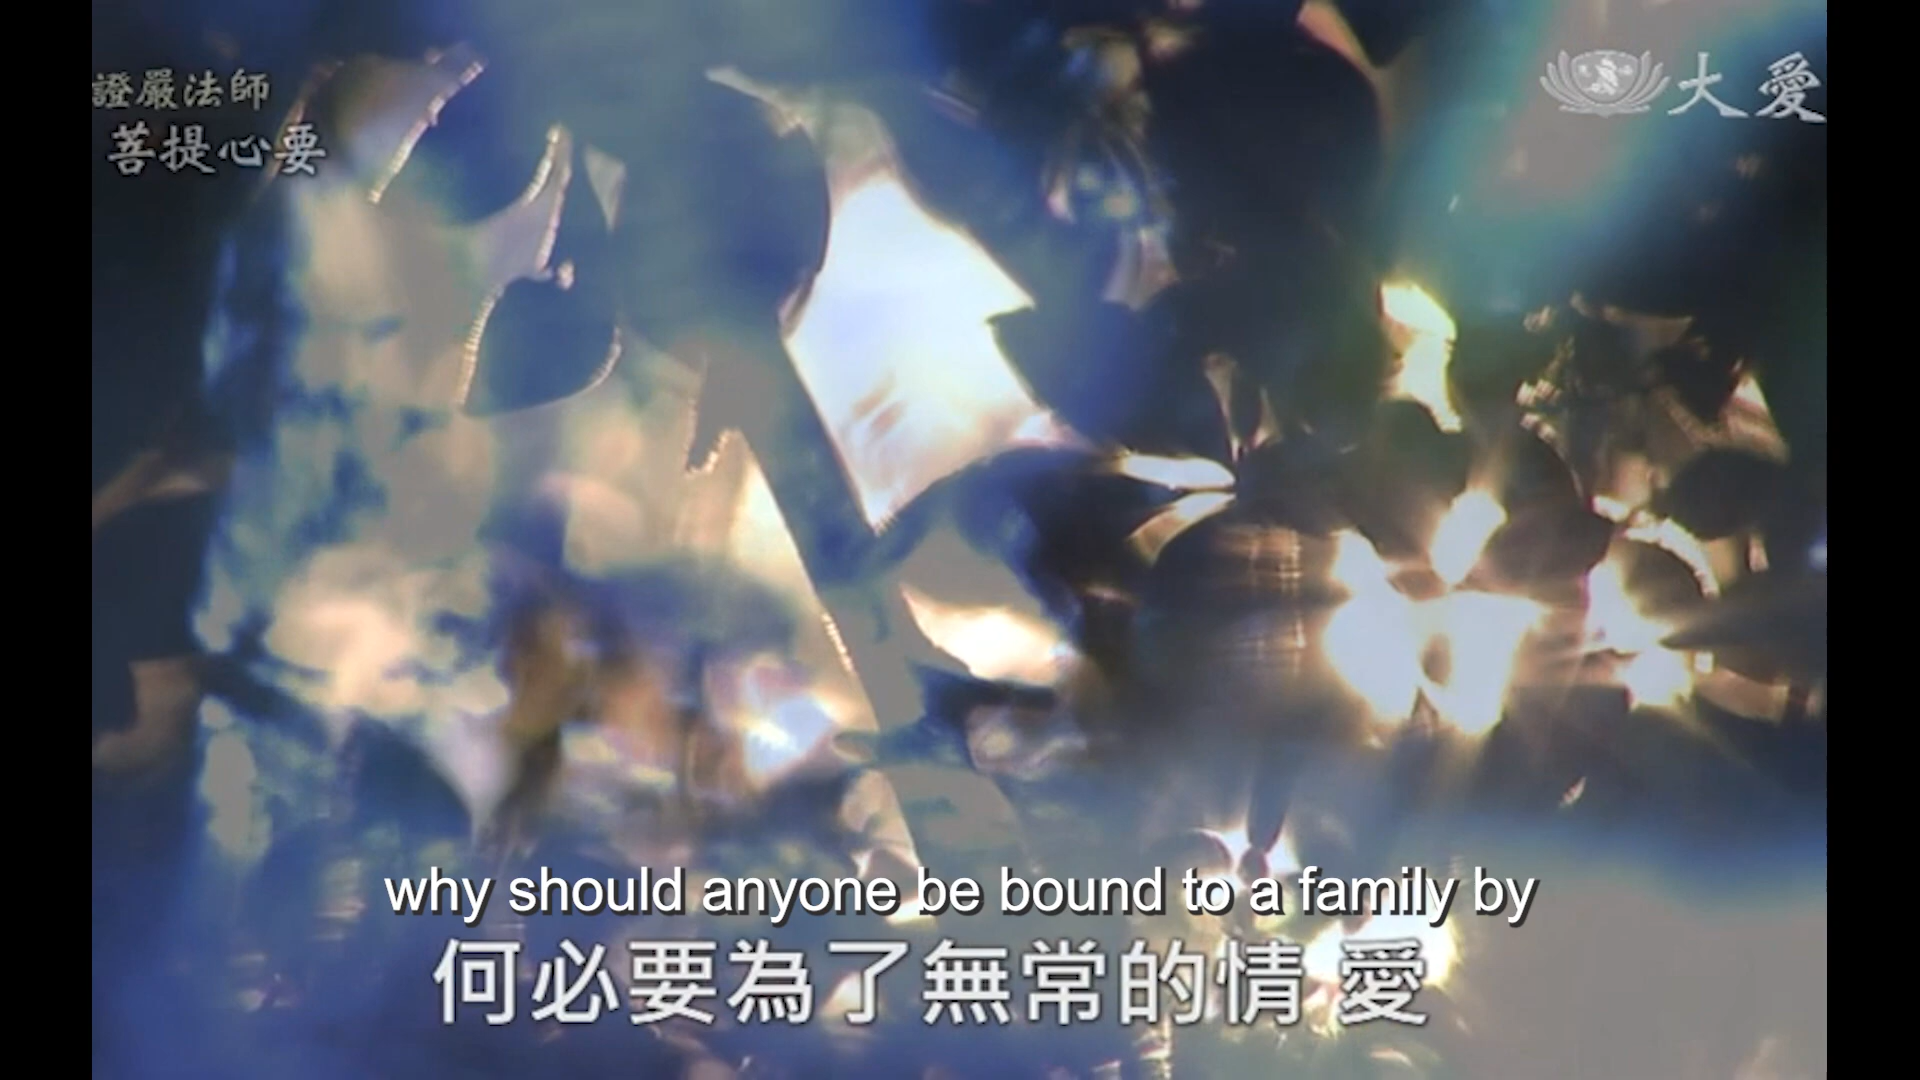 證嚴法師
菩提心要
大愛
why should anyone be bound to a family by
何必要為了無常的情 愛